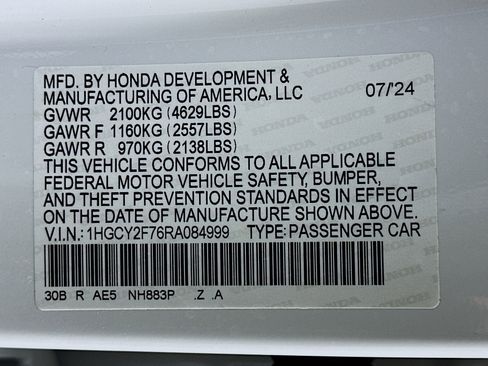 MFD. BY HONDA DEVELOPMENT &
MANUFACTURING OF AMERICA, LLC 07/'24
GVWR 2100KG (4629LBS)
GAWR F 1160KG (2557LBS)
GAWR R 970KG (2138LBS)
THIS VEHICLE CONFORMS TO ALL APPLICABLE
FEDERAL MOTOR VEHICLE SAFETY, BUMPER,
AND THEFT PREVENTION STANDARDS IN EFFECT
ON THE DATE OF MANUFACTURE SHOWN ABOVE.
V.I.N.: 1HGCY2F76RA084999 TYPE: PASSENGER CAR
30B R AE5 NH883P .Z .A